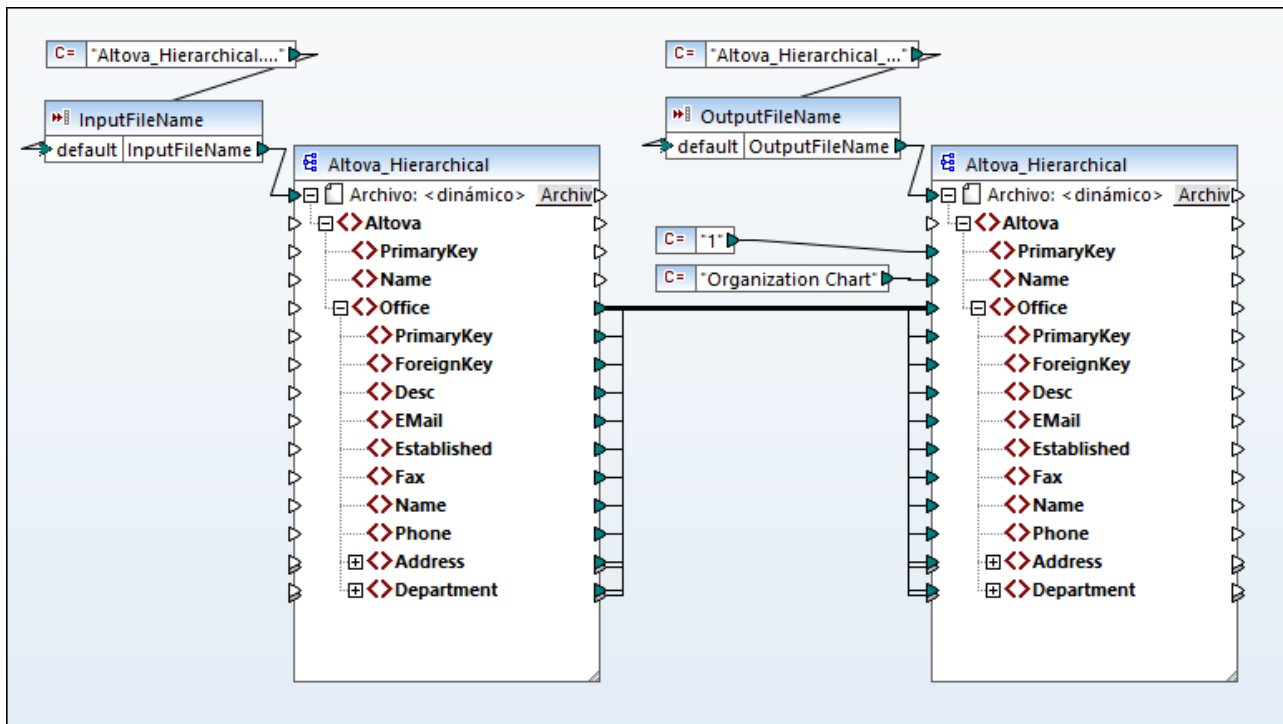 C= "Altova_Hierarchical...."
InputFileName
default InputFileName
Altova_Hierarchical
Archivo: <dinámico> Archiv
Altova
PrimaryKey
Name
Office
PrimaryKey
ForeignKey
Desc
EMail
Established
Fax
Name
Phone
Address
Department
C= "Altova_Hierarchical_..."
OutputFileName
default OutputFileName
C= "1"
C= "Organization Chart"
Altova_Hierarchical
Archivo: <dinámico> Archiv
Altova
PrimaryKey
Name
Office
PrimaryKey
ForeignKey
Desc
EMail
Established
Fax
Name
Phone
Address
Department